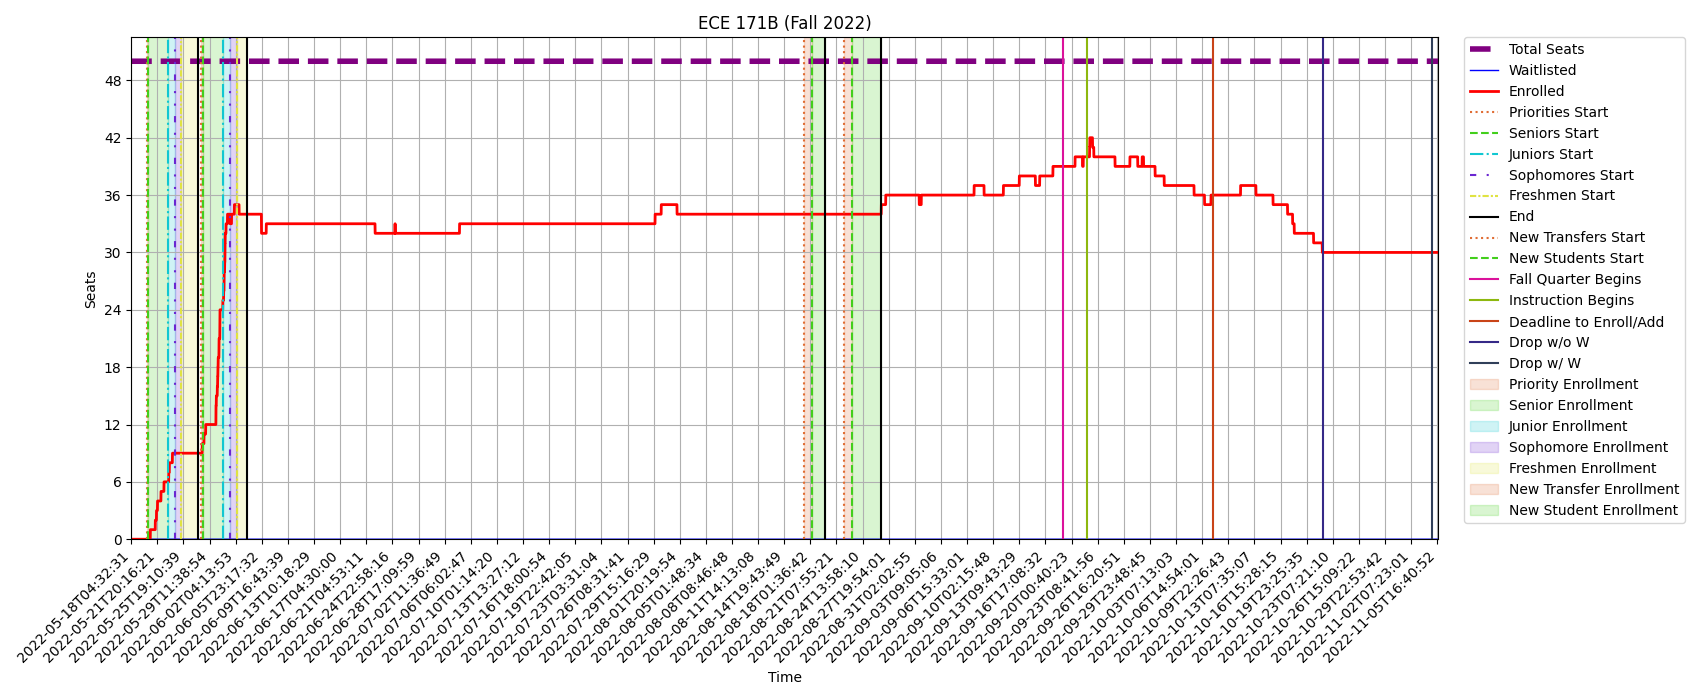 ECE 171B (Fall 2022)
Seats
48
42
36
30
24
18
12
6
0
2022-05-18T04:32:31
2022-05-21T20:16:21
2022-05-25T19:10:39
2022-05-29T11:38:54
2022-06-02T04:13:53
2022-06-05T23:17:32
2022-06-09T16:43:39
2022-06-13T10:18:29
2022-06-17T04:30:00
2022-06-21T04:53:11
2022-06-24T22:58:16
2022-06-28T17:09:59
2022-07-02T11:36:49
2022-07-06T06:02:47
2022-07-10T01:14:20
2022-07-13T13:27:12
2022-07-16T18:00:54
2022-07-19T22:42:05
2022-07-23T03:31:04
2022-07-26T08:31:41
2022-07-29T15:16:29
2022-08-01T20:19:54
2022-08-05T01:48:34
2022-08-08T08:46:48
2022-08-11T14:13:08
2022-08-14T19:43:49
2022-08-18T01:36:42
2022-08-21T07:55:21
2022-08-24T13:58:10
2022-08-27T19:54:01
2022-08-31T02:02:55
2022-09-03T09:05:06
2022-09-06T15:33:01
2022-09-10T02:15:48
2022-09-13T09:43:29
2022-09-16T17:08:32
2022-09-20T00:40:23
2022-09-23T08:41:56
2022-09-26T16:20:51
2022-09-29T23:48:45
2022-10-03T07:13:03
2022-10-06T14:54:01
2022-10-09T22:26:43
2022-10-13T07:35:07
2022-10-16T15:28:15
2022-10-19T23:25:35
2022-10-23T07:21:10
2022-10-26T15:09:22
2022-10-29T22:53:42
2022-11-02T07:23:01
2022-11-05T16:40:52
Time
Total Seats
Waitlisted
Enrolled
Priorities Start
Seniors Start
Juniors Start
Sophomores Start
Freshmen Start
End
New Transfers Start
New Students Start
Fall Quarter Begins
Instruction Begins
Deadline to Enroll/Add
Drop w/o W
Drop w/ W
Priority Enrollment
Senior Enrollment
Junior Enrollment
Sophomore Enrollment
Freshmen Enrollment
New Transfer Enrollment
New Student Enrollment